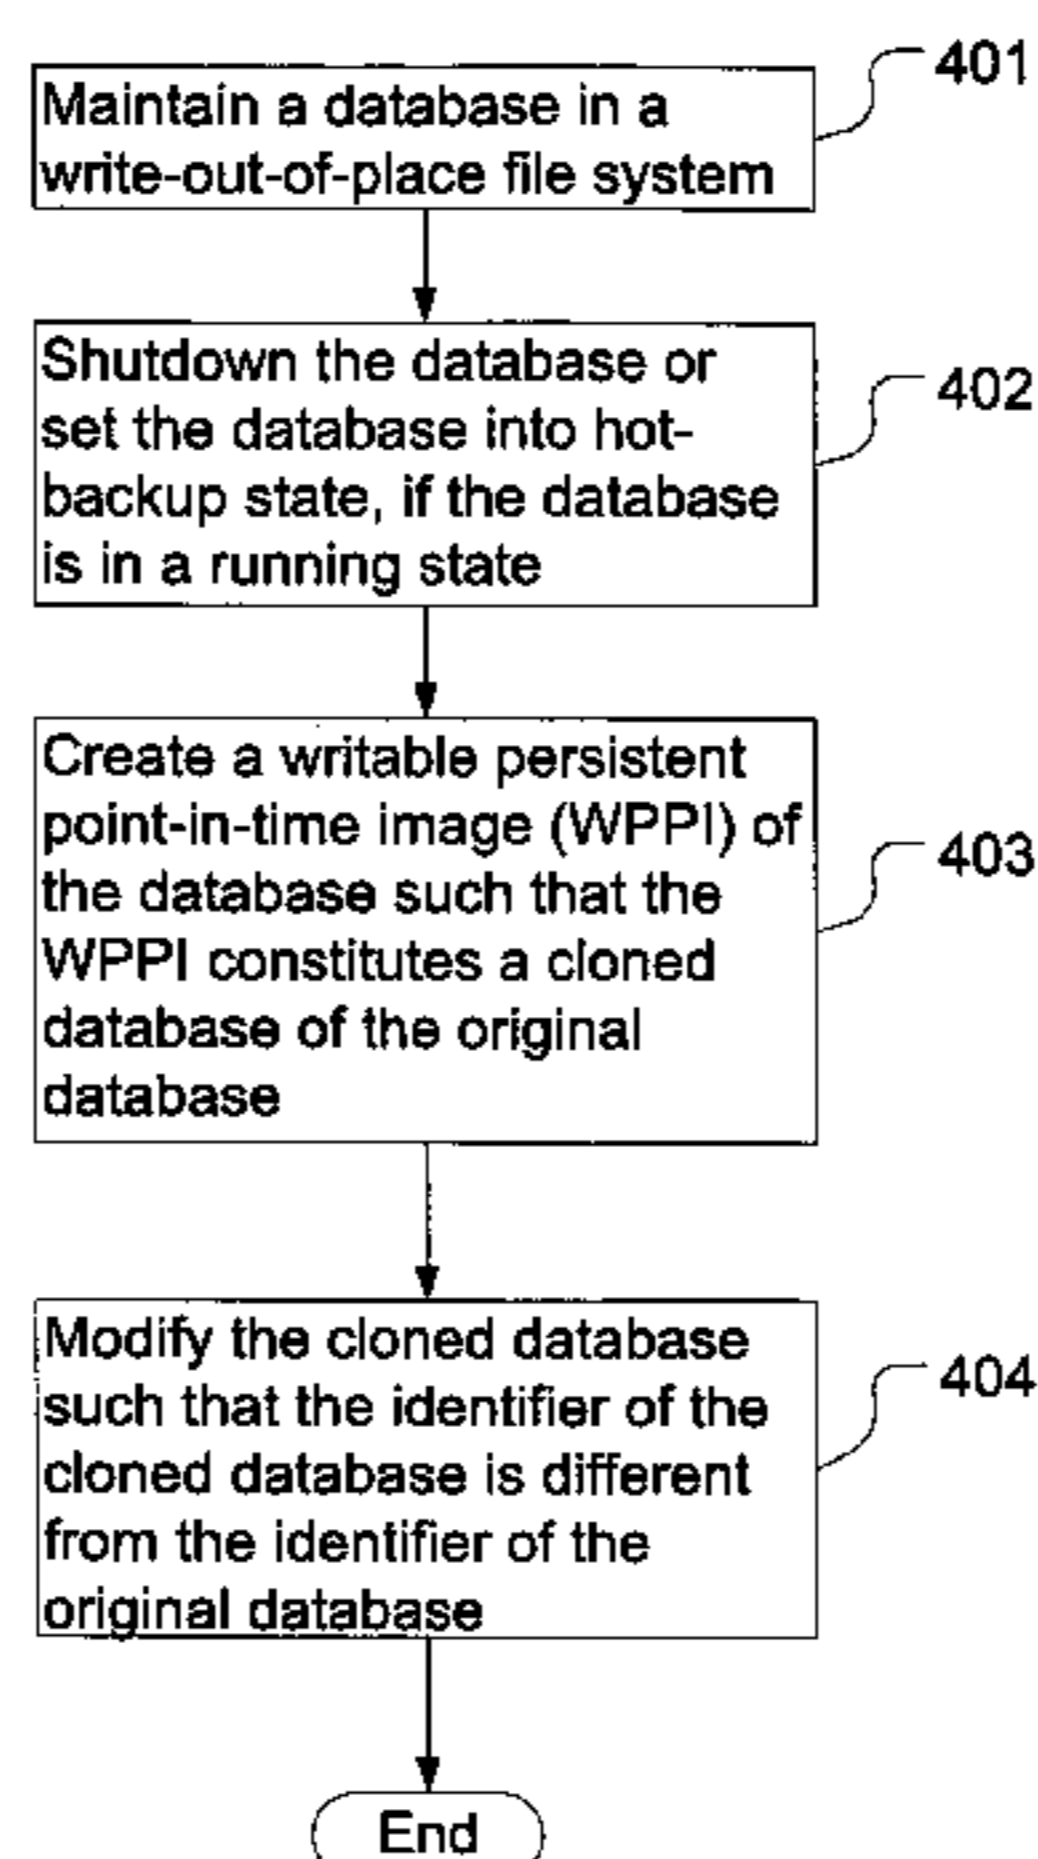 401
Maintain a database in a
write-out-of-place file system
402
Shutdown the database or
set the database into hot-
backup state, if the database
is in a running state
403
Create a writable persistent
point-in-time image (WPPI) of
the database such that the
WPPI constitutes a cloned
database of the original
database
404
Modify the cloned database
such that the identifier of the
cloned database is different
from the identifier of the
original database
End